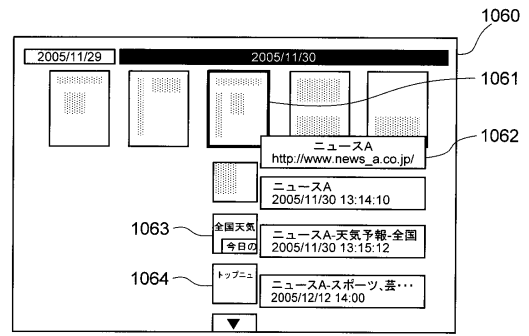 1060
2005/11/29 2005/11/30
1061
1062
ニュースA
http://www.news_a.co.jp/
ニュースA
2005/11/30 13:14:10
1063
全国天気
今日の
ニュースA-天気予報-全国
2005/11/30 13:15:12
1064
トップニュ
ニュースA-スポーツ、芸・・・
2005/12/12 14:00
▼